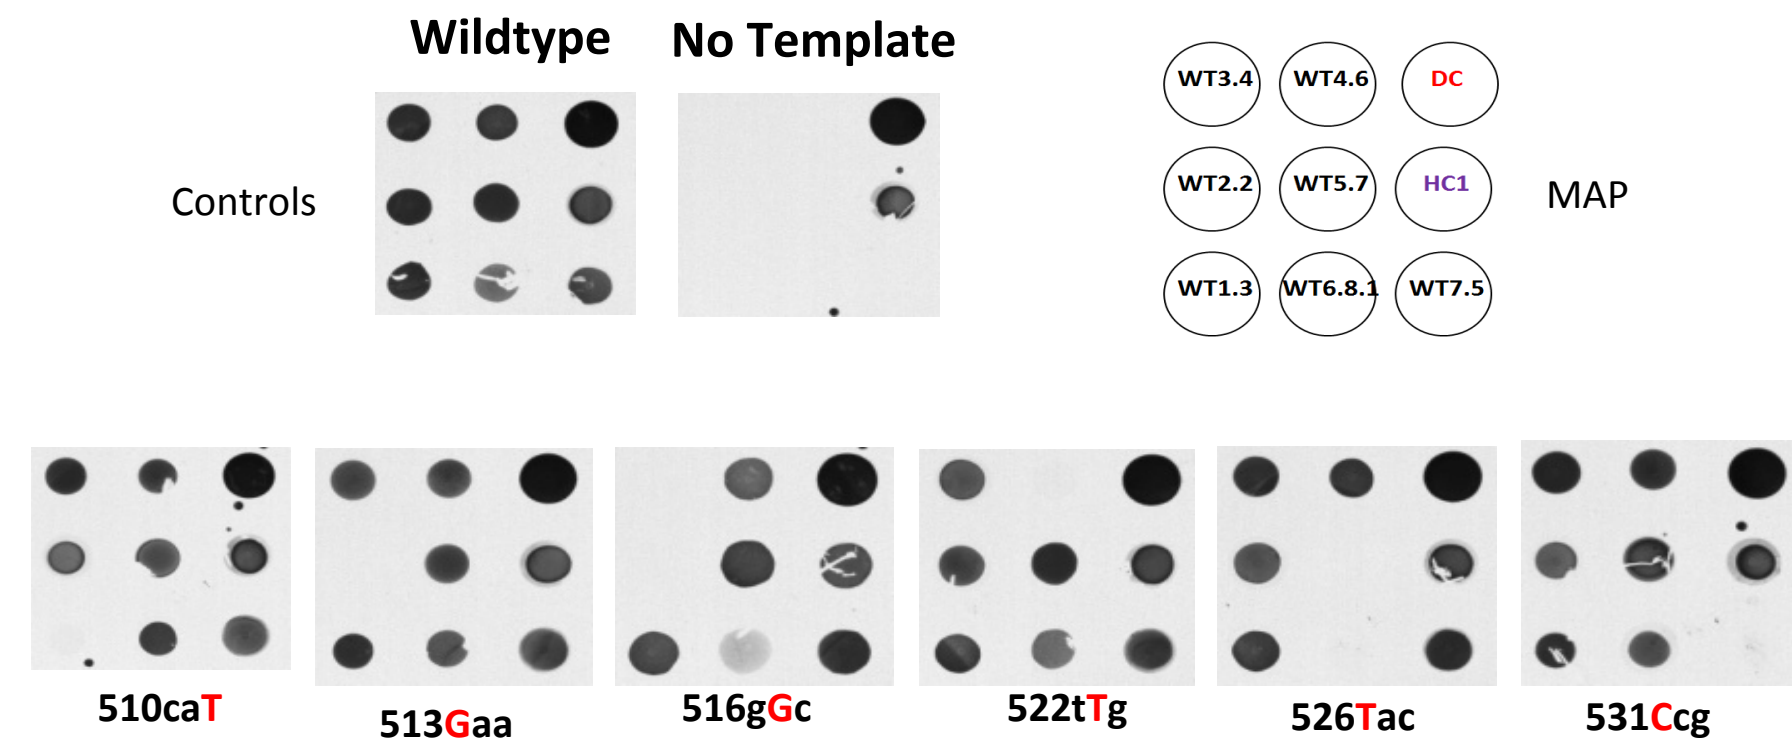 Wildtype
No Template
WT3.4
WT4.6
DC
Controls
WT2.2
WT5.7
HC1
MAP
WT1.3
WT6.8.1
WT7.5
510caT
513Gaa
516gGc
522tTg
526Tac
531Ccg